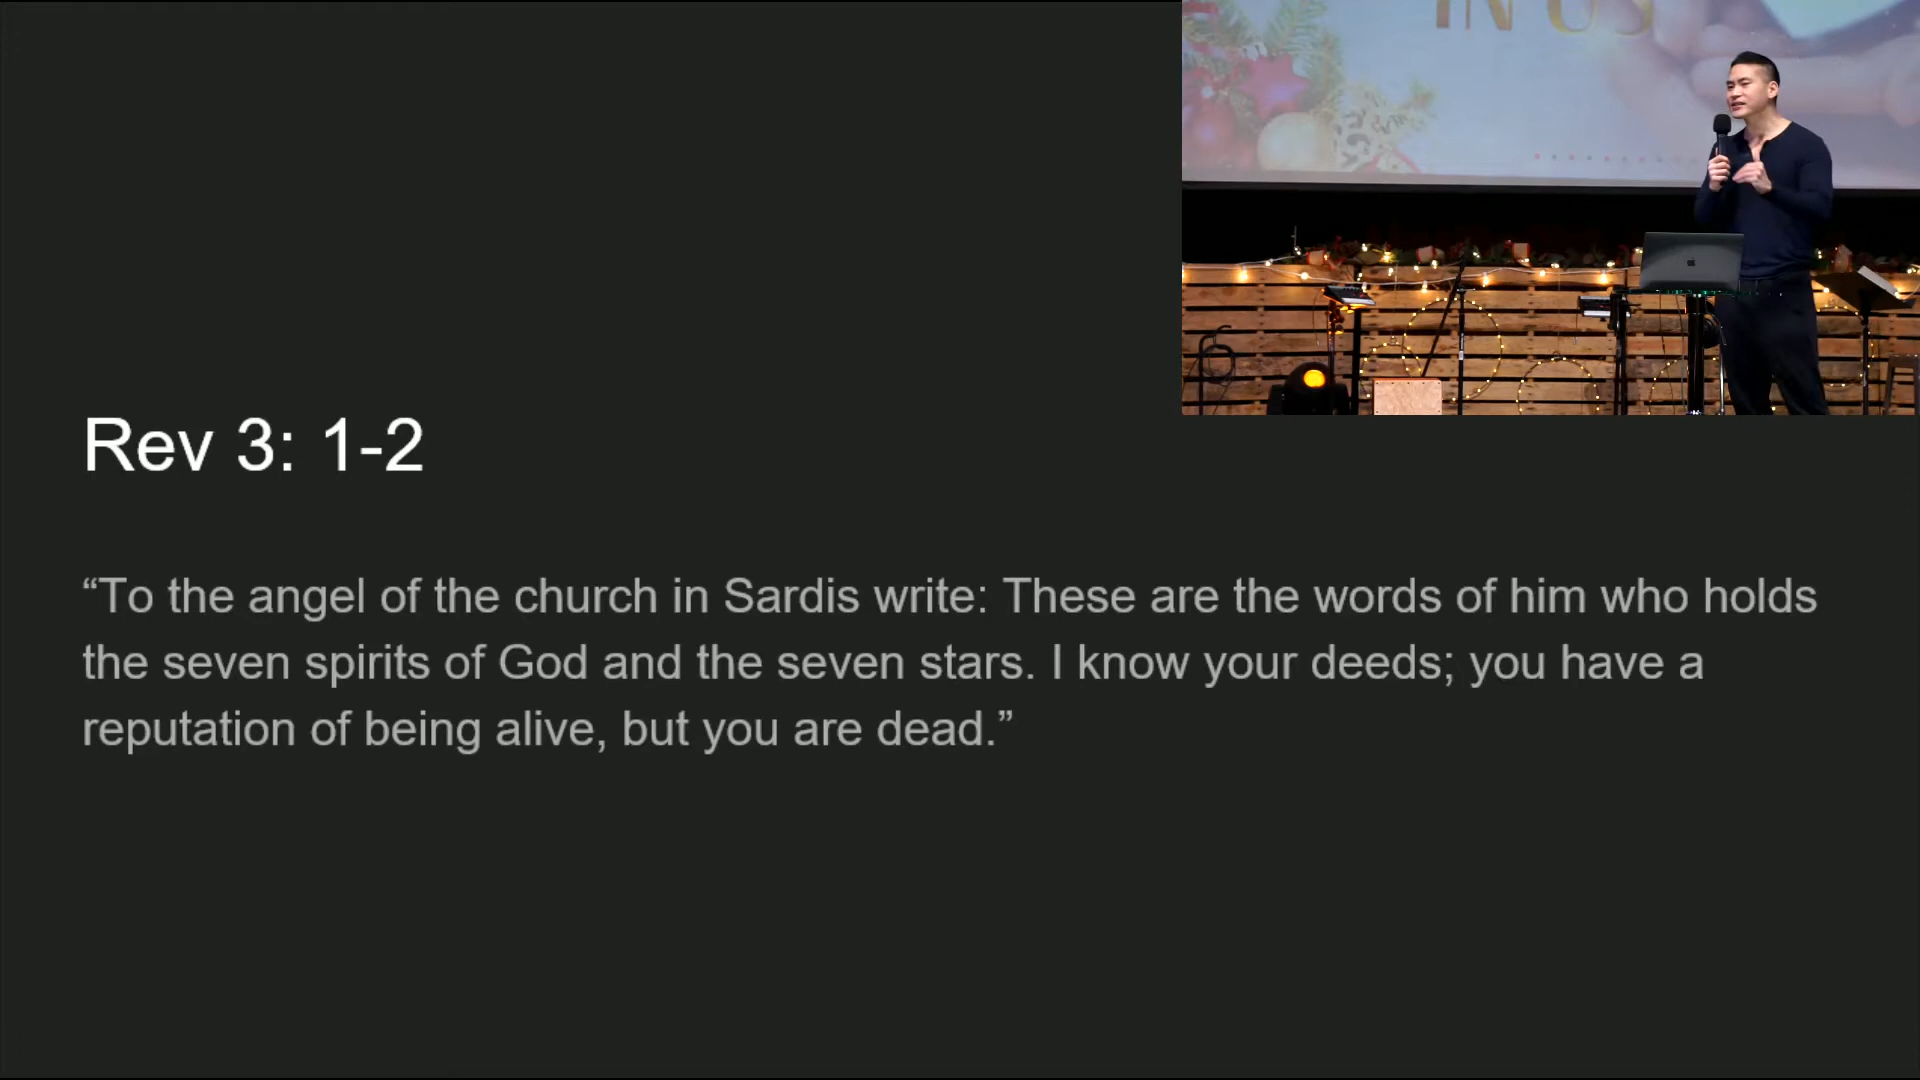 IN US
Rev 3: 1-2
“To the angel of the church in Sardis write: These are the words of him who holds
the seven spirits of God and the seven stars. I know your deeds; you have a
reputation of being alive, but you are dead.”